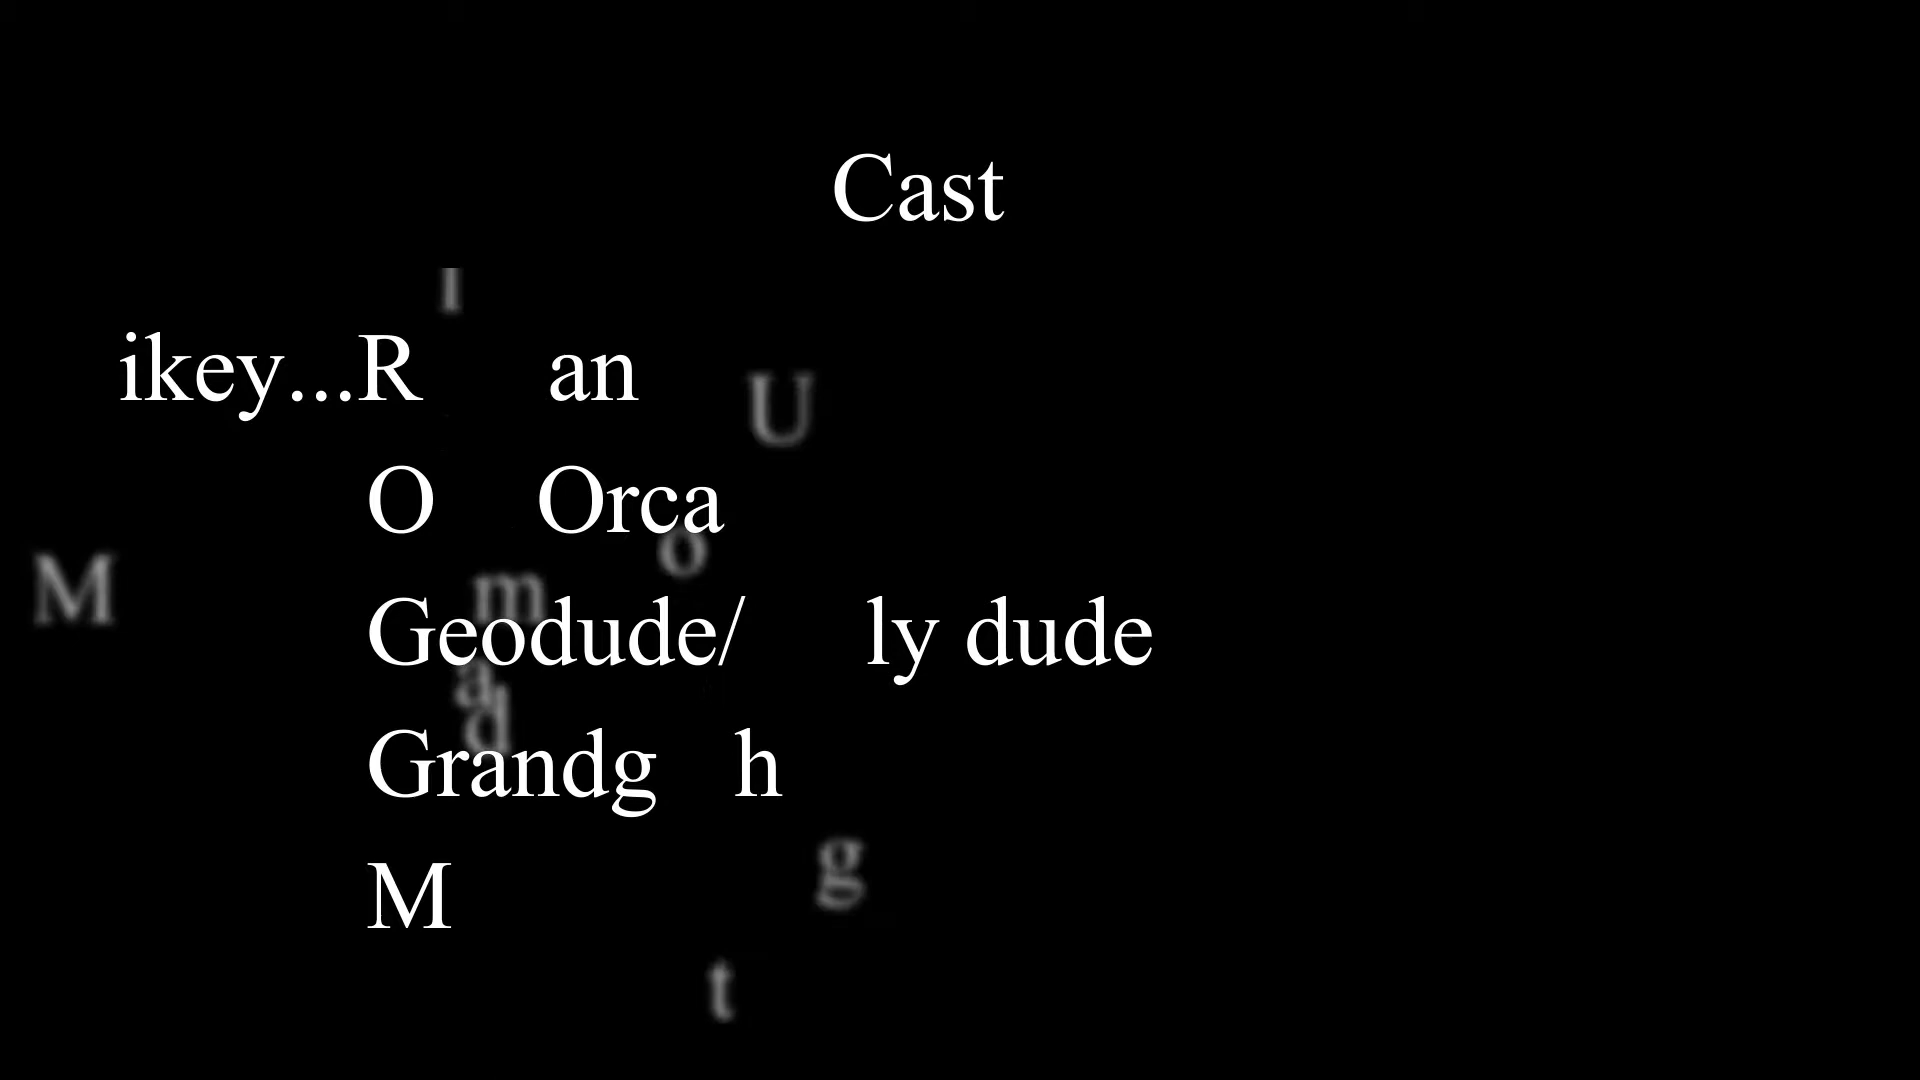 Cast
l
ikey...R an
U
O Orca
o
M
m
Geodude/ ly dude
a
d
Grandg h
g
M
t